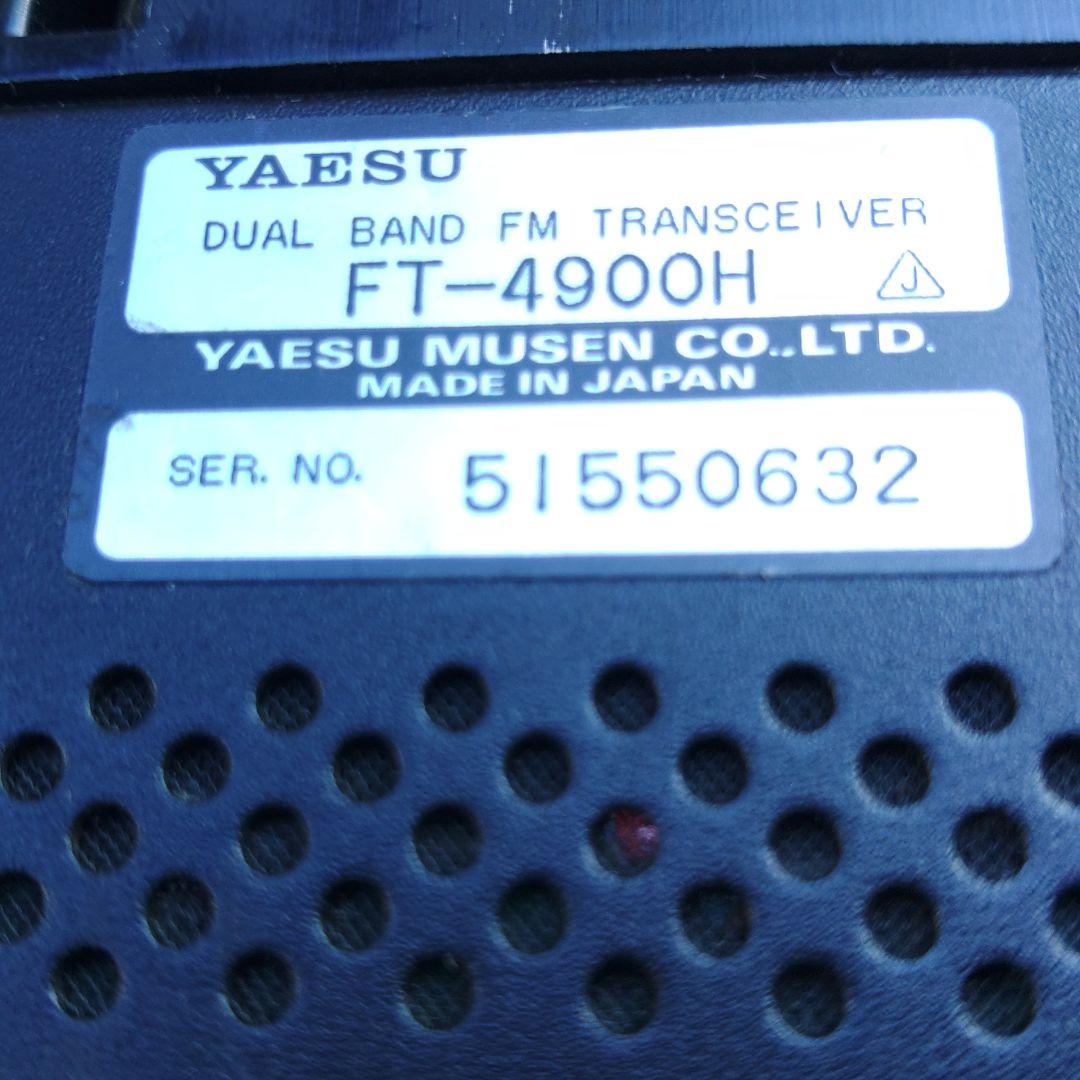 YAESU
DUAL BAND FM TRANSCEIVER
FT-4900H
J
YAESU MUSEN CO.,LTD.
MADE IN JAPAN
SER. NO. 51550632